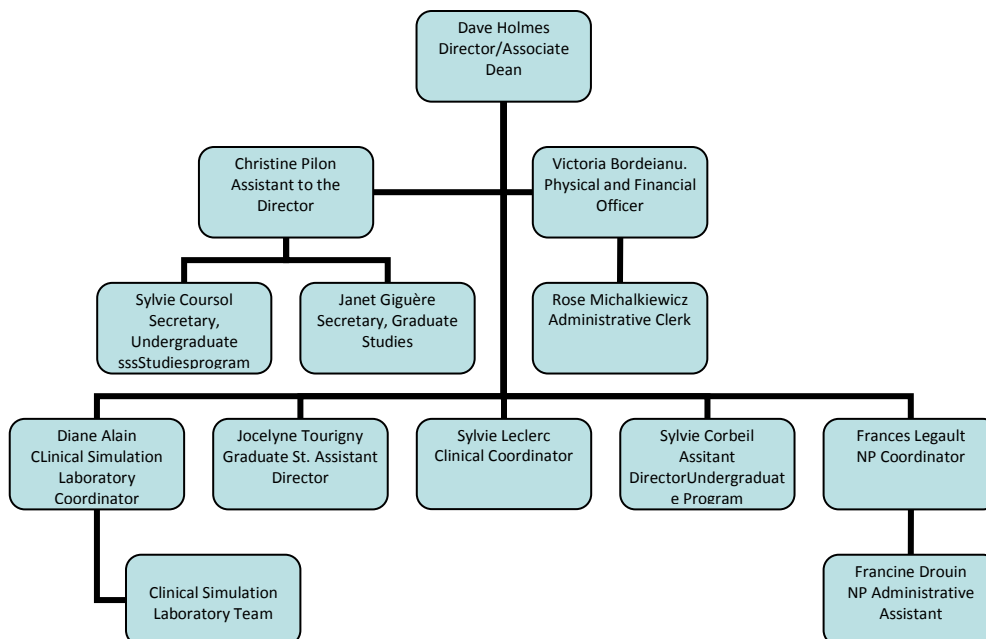 Dave Holmes
Director/Associate
Dean
Christine Pilon
Assistant to the
Director
Victoria Bordeianu.
Physical and Financial
Officer
Sylvie Coursol
Secretary,
Undergraduate
sssStudiesprogram
Janet Giguère
Secretary, Graduate
Studies
Rose Michalkiewicz
Administrative Clerk
Diane Alain
CLinical Simulation
Laboratory
Coordinator
Jocelyne Tourigny
Graduate St. Assistant
Director
Sylvie Leclerc
Clinical Coordinator
Sylvie Corbeil
Assitant
DirectorUndergraduat
e Program
Frances Legault
NP Coordinator
Clinical Simulation
Laboratory Team
Francine Drouin
NP Administrative
Assistant